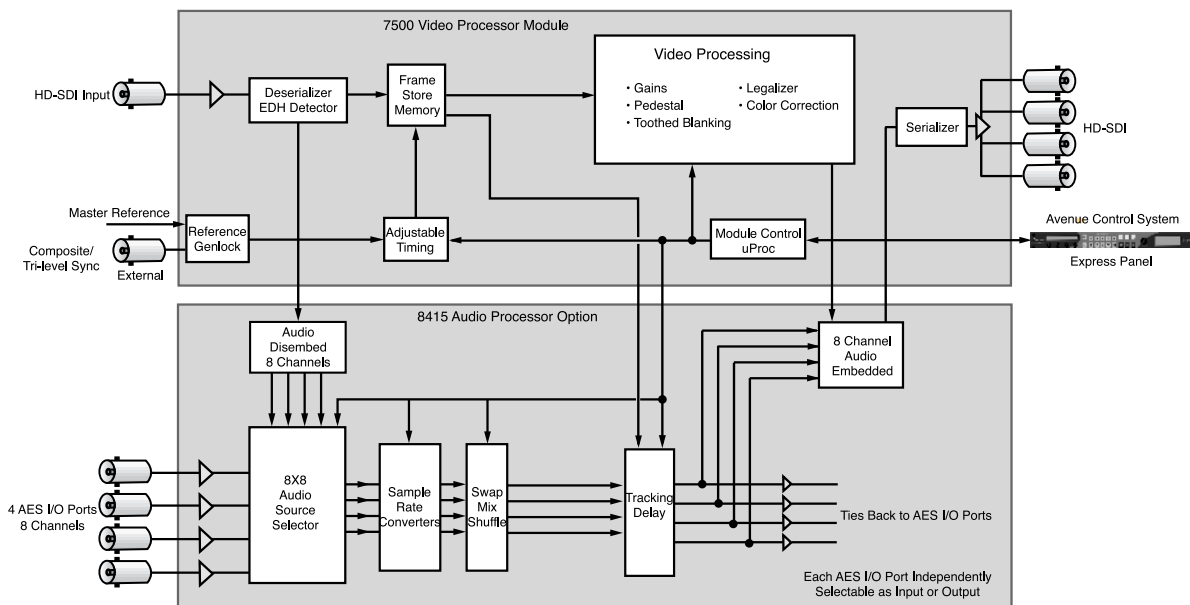 7500 Video Processor Module
HD-SDI Input
Deserializer
EDH Detector
Frame
Store
Memory
Video Processing
• Gains
• Pedestal
• Toothed Blanking
• Legalizer
• Color Correction
Serializer
HD-SDI
Master Reference
Composite/
Tri-level Sync
External
Reference
Genlock
Adjustable
Timing
Module Control
uProc
Avenue Control System
Express Panel
8415 Audio Processor Option
Audio
Disembed
8 Channels
8 Channel
Audio
Embedded
4 AES I/O Ports
8 Channels
8X8
Audio
Source
Selector
Sample
Rate
Converters
Swap
Mix
Shuffle
Tracking
Delay
Ties Back to AES I/O Ports
Each AES I/O Port Independently
Selectable as Input or Output